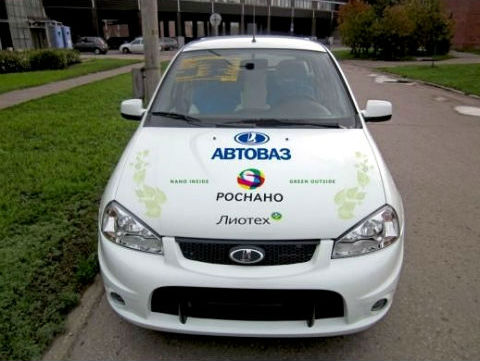 АВТОВАЗ
NANO INSIDE GREEN OUTSIDE
РОСНАНО
Лиотех